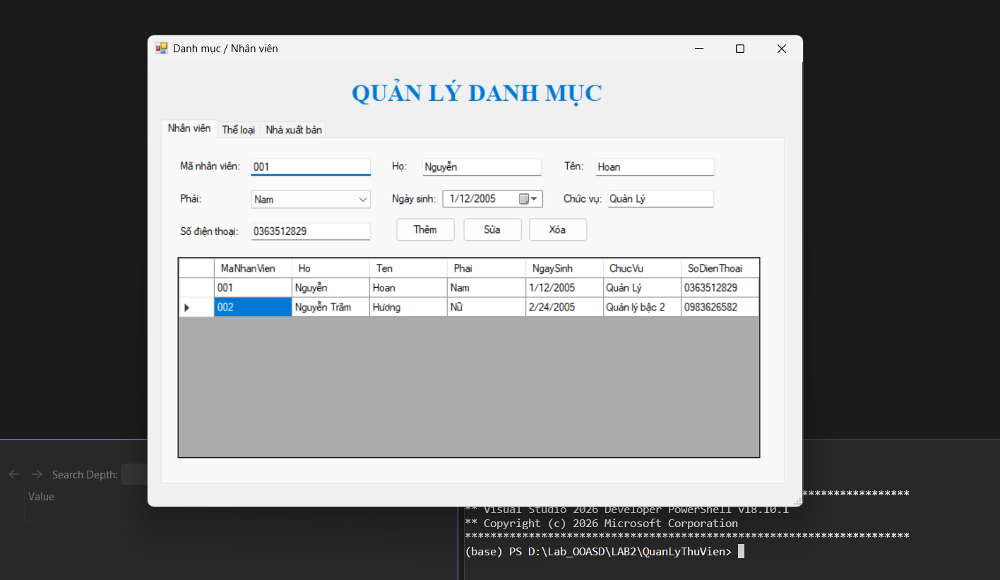 Danh mục / Nhân viên
QUẢN LÝ DANH MỤC
Nhân viên Thể loại Nhà xuất bản
Mã nhân viên: 001 Họ: Nguyễn Tên: Hoan
Phái: Nam Ngày sinh: 1/12/2005 Chức vụ: Quản Lý
Số điện thoại: 0363512829 Thêm Sửa Xóa
MaNhanVien Ho Ten Phai NgaySinh ChucVu SoDienThoai
001 Nguyễn Hoan Nam 1/12/2005 Quản Lý 0363512829
002 Nguyễn Trầm Hương Nữ 2/24/2005 Quản lý bậc 2 0983626582
Search Depth:
Value
*****************
** Visual Studio 2026 Developer PowerShell v18.10.1
** Copyright (c) 2026 Microsoft Corporation
**********************************************************************
(base) PS D:\Lab_OOASD\LAB2\QuanLyThuVien>